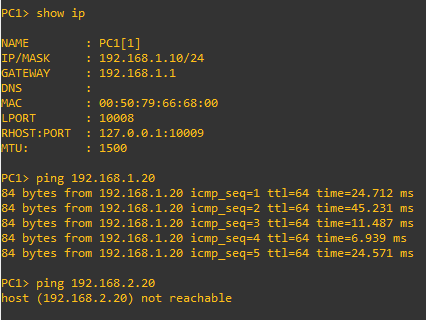 PC1> show ip
NAME : PC1[1]
IP/MASK : 192.168.1.10/24
GATEWAY : 192.168.1.1
DNS :
MAC : 00:50:79:66:68:00
LPORT : 10008
RHOST:PORT : 127.0.0.1:10009
MTU: : 1500
PC1> ping 192.168.1.20
84 bytes from 192.168.1.20 icmp_seq=1 ttl=64 time=24.712 ms
84 bytes from 192.168.1.20 icmp_seq=2 ttl=64 time=45.231 ms
84 bytes from 192.168.1.20 icmp_seq=3 ttl=64 time=11.487 ms
84 bytes from 192.168.1.20 icmp_seq=4 ttl=64 time=6.939 ms
84 bytes from 192.168.1.20 icmp_seq=5 ttl=64 time=24.571 ms
PC1> ping 192.168.2.20
host (192.168.2.20) not reachable